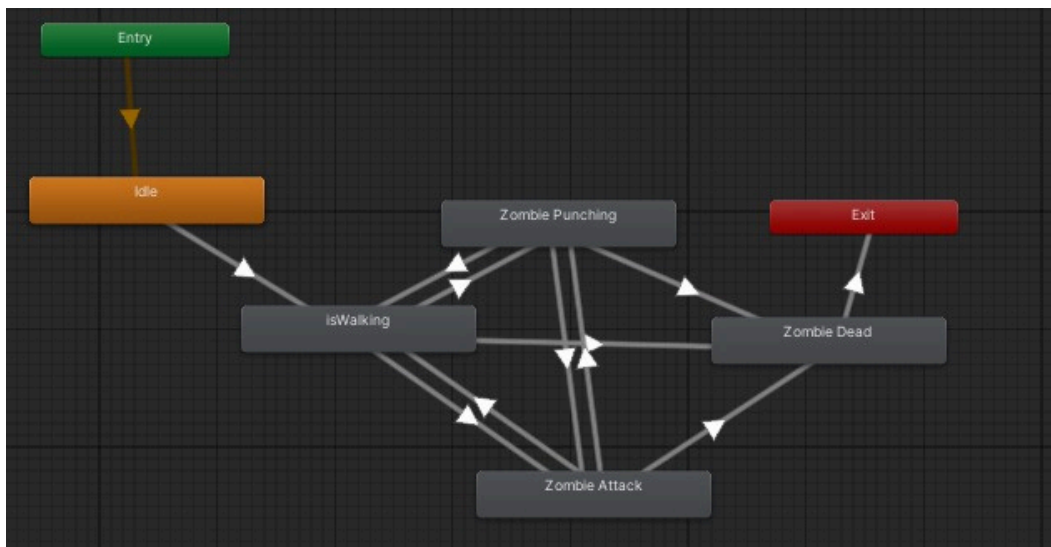 Entry
Idle
Zombie Punching
Exit
isWalking
Zombie Dead
Zombie Attack